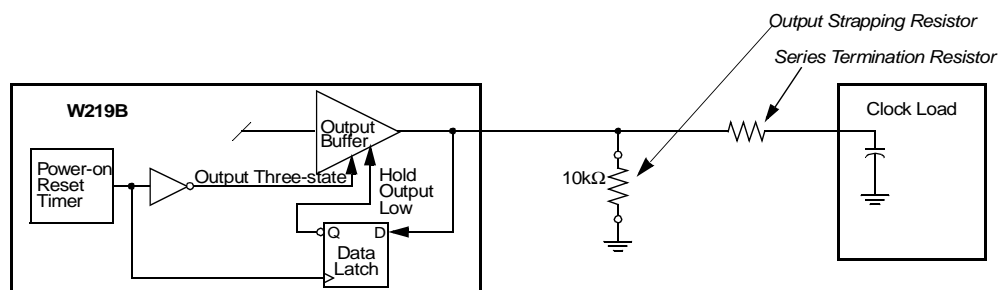 Output Strapping Resistor
Series Termination Resistor
W219B
Clock Load
Output
Buffer
Power-on
Reset
Timer
Output Three-state
Hold
Output
Low
10kΩ
Q D
Data
Latch